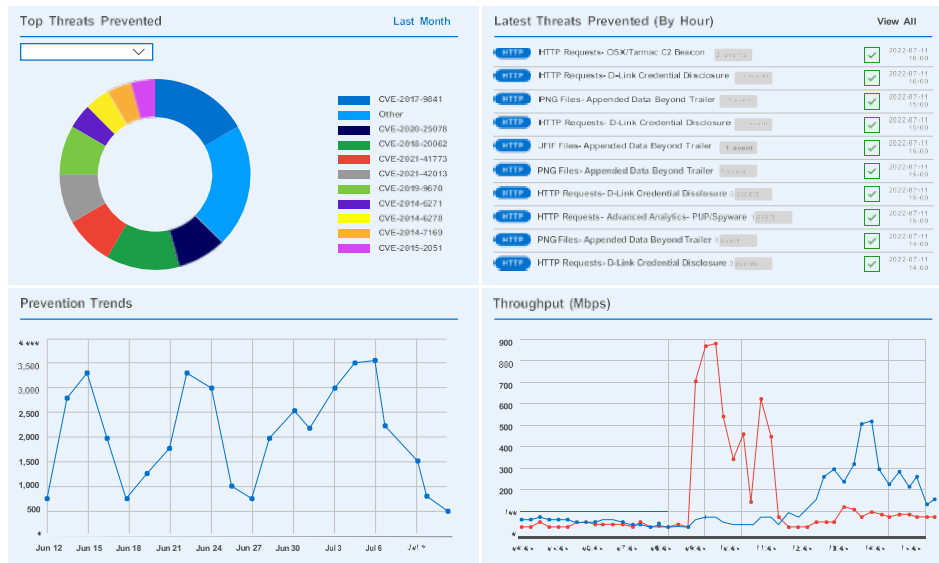 Top Threats Prevented
Last Month
CVE-2017-9841
Other
CVE-2020-25078
CVE-2018-20062
CVE-2021-41773
CVE-2021-42013
CVE-2019-9670
CVE-2014-6271
CVE-2014-6278
CVE-2014-7169
CVE-2015-2051
Latest Threats Prevented (By Hour)
View All
HTTP HTTP Requests- OSX/Tarmac C2 Beacon events 2022-07-11
16:00
HTTP HTTP Requests- D-Link Credential Disclosure events 2022-07-11
16:00
HTTP PNG Files- Appended Data Beyond Trailer event 2022-07-11
15:00
HTTP HTTP Requests- D-Link Credential Disclosure event 2022-07-11
15:00
HTTP JFIF Files- Appended Data Beyond Trailer 1 event 2022-07-11
15:00
HTTP PNG Files- Appended Data Beyond Trailer 2022-07-11
15:00
HTTP HTTP Requests- D-Link Credential Disclosure events 2022-07-11
15:00
HTTP HTTP Requests- Advanced Analytics- PUP/Spyware event 2022-07-11
15:00
HTTP PNG Files- Appended Data Beyond Trailer event 2022-07-11
14:00
HTTP HTTP Requests- D-Link Credential Disclosure events 2022-07-11
14:00
Prevention Trends
3,500
3,000
2,500
2,000
1,500
1,000
500
Jun 12 Jun 15 Jun 18 Jun 21 Jun 24 Jun 27 Jun 30 Jul 3 Jul 6 Jul
Throughput (Mbps)
900
800
700
600
500
400
300
200